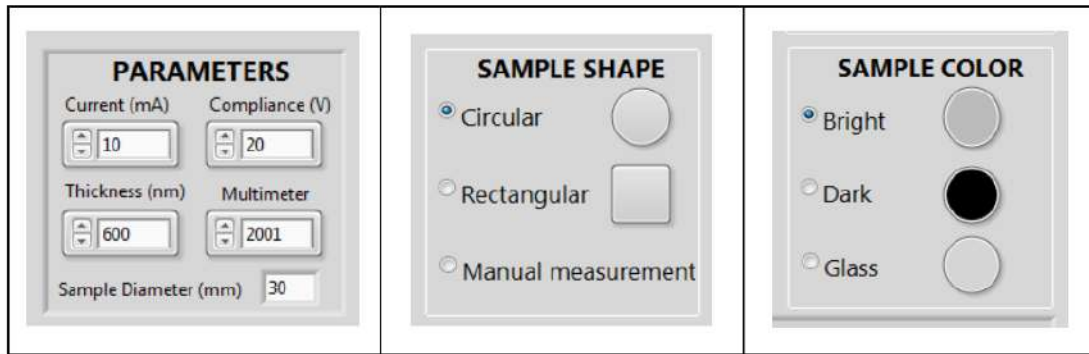 PARAMETERS
Current (mA) Compliance (V)
10 20
Thickness (nm) Multimeter
600 2001
Sample Diameter (mm) 30
SAMPLE SHAPE
Circular
Rectangular
Manual measurement
SAMPLE COLOR
Bright
Dark
Glass